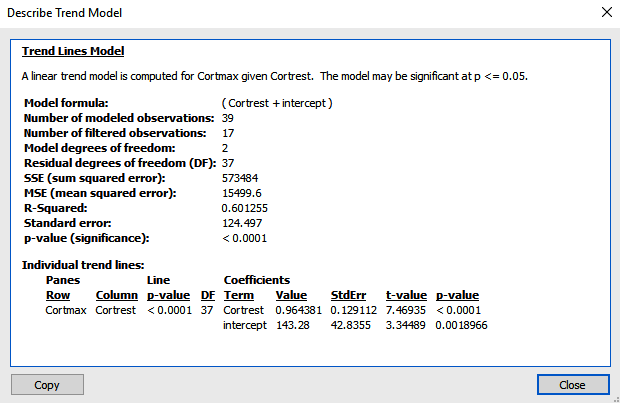 Describe Trend Model
Trend Lines Model
A linear trend model is computed for Cortmax given Cortrest. The model may be significant at p <= 0.05.
Model formula: ( Cortrest + intercept )
Number of modeled observations: 39
Number of filtered observations: 17
Model degrees of freedom: 2
Residual degrees of freedom (DF): 37
SSE (sum squared error): 573484
MSE (mean squared error): 15499.6
R-Squared: 0.601255
Standard error: 124.497
p-value (significance): < 0.0001
Individual trend lines:
Panes Line Coefficients
Row Column p-value DF Term Value StdErr t-value p-value
Cortmax Cortrest < 0.0001 37 Cortrest 0.964381 0.129112 7.46935 < 0.0001
intercept 143.28 42.8355 3.34489 0.0018966
Copy Close